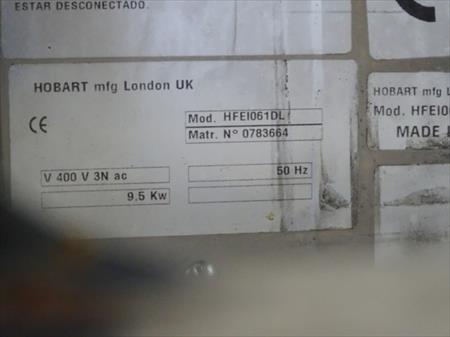 ESTAR DESCONECTADO.
HOBART mfg London UK
CE
Mod. HFEI061DL
Matr. N° 0783664
V 400 V 3N ac
50 Hz
9.5 Kw
HOBART mfg L
Mod. HFEI0
MADE